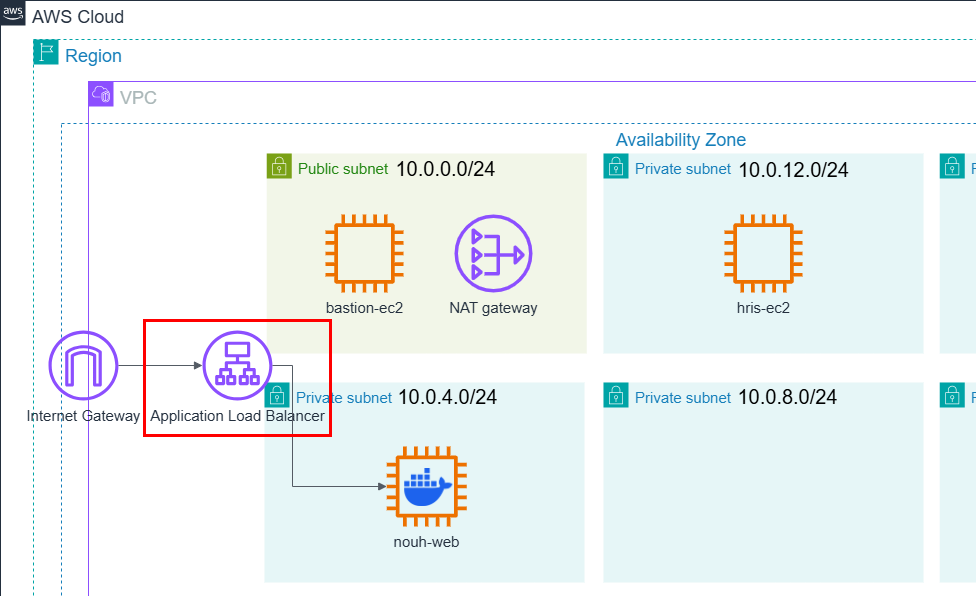 aws
AWS Cloud
Region
VPC
Availability Zone
Public subnet 10.0.0.0/24
Private subnet 10.0.12.0/24
bastion-ec2
NAT gateway
hris-ec2
Internet Gateway
Application Load Balancer
Private subnet 10.0.4.0/24
Private subnet 10.0.8.0/24
nouh-web